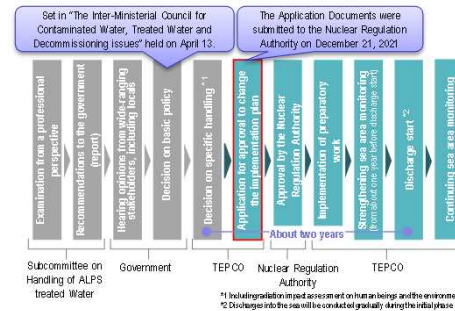 Set in "The Inter-Ministerial Council for
Contaminated Water, Treated Water and
Decommissioning issues" held on April 13.
The Application Documents were
submitted to the Nuclear Regulation
Authority on December 21, 2021
Examination from a professional
perspective
Recommendations to the government
(report)
Hearing opinions from wide-ranging
stakeholders, including locals
Decision on basic policy
Decision on specific handling *1
Application for approval to change
the implementation plan
Approval by the Nuclear
Regulation Authority
Implementation of preparatory
work
Strengthening sea area monitoring
(from about one year before discharge start)
Discharge start *2
Continuing sea area monitoring
About two years
Subcommittee on
Handling of ALPS
treated Water
Government
TEPCO
Nuclear Regulation
Authority
TEPCO
*1 Including radiation impact assessment on human beings and the environme
*2 Discharges into the sea will be conducted gradually during the initial phase